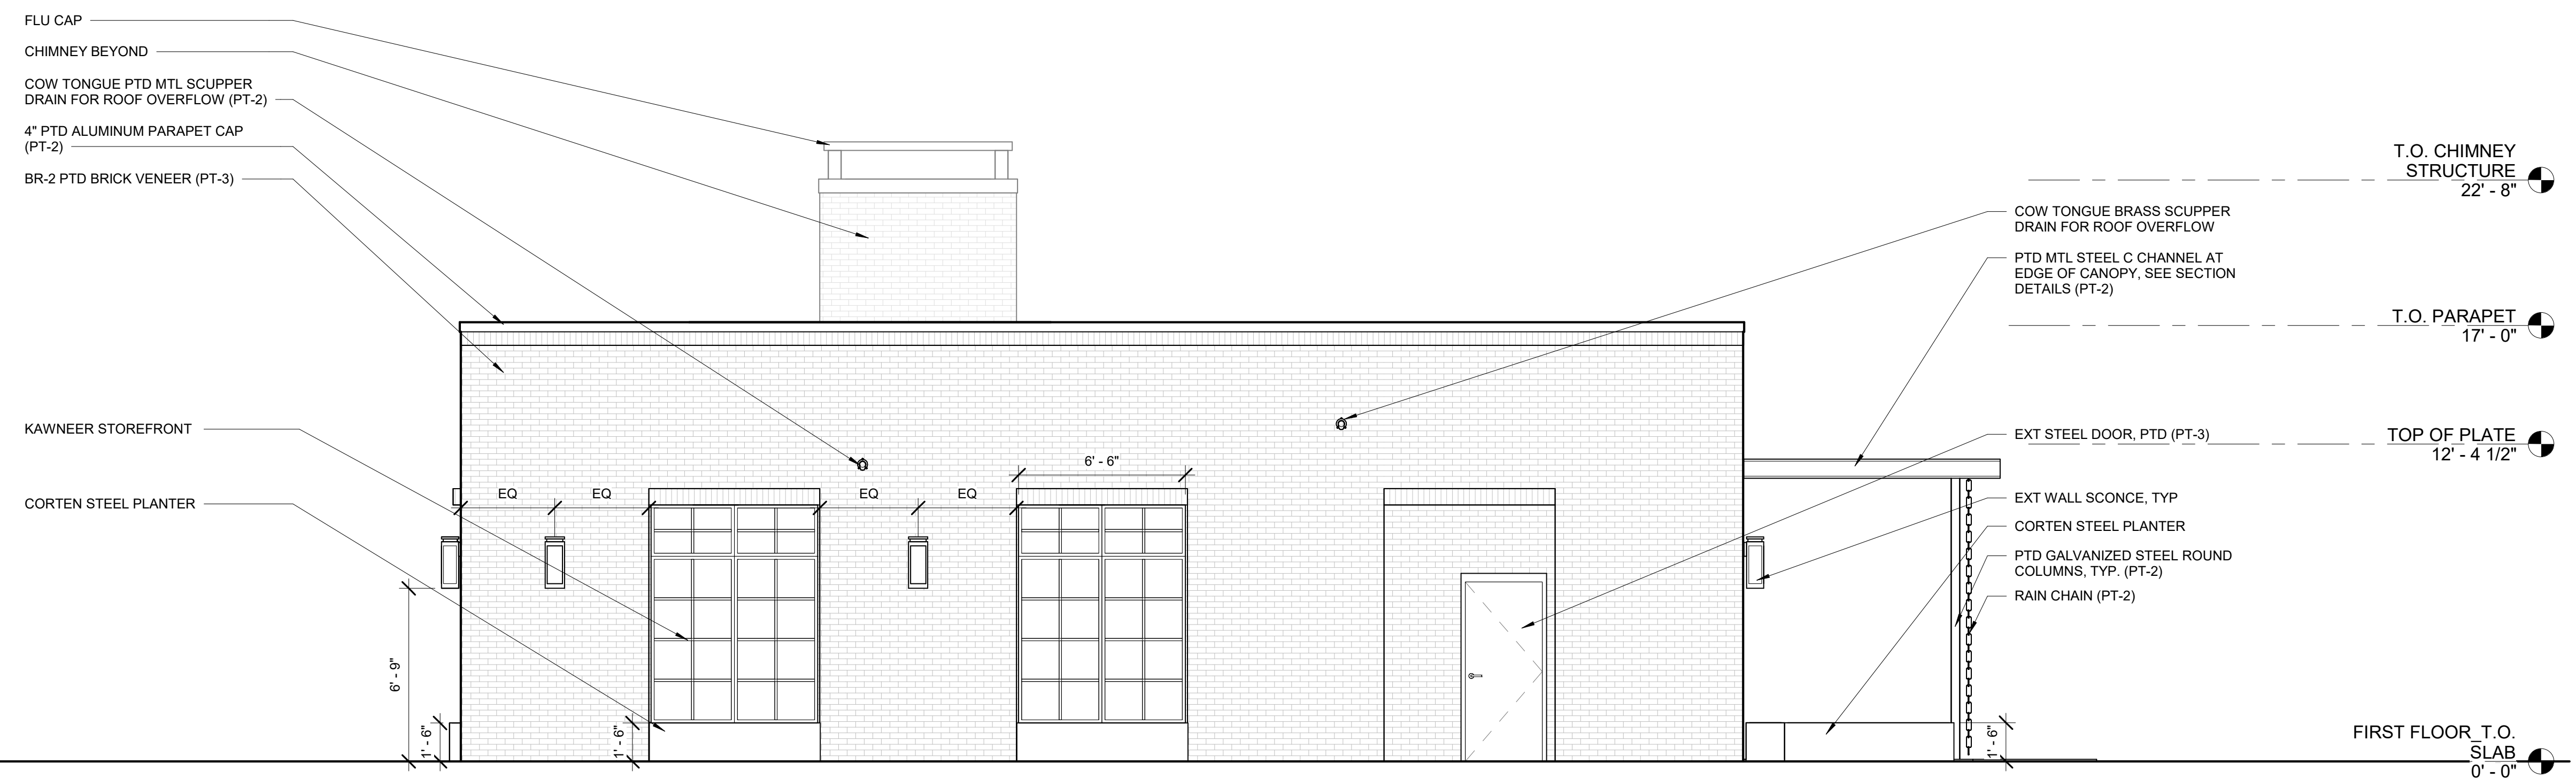 FLU CAP
CHIMNEY BEYOND
COW TONGUE PTD MTL SCUPPER
DRAIN FOR ROOF OVERFLOW (PT-2)
4" PTD ALUMINUM PARAPET CAP
(PT-2)
BR-2 PTD BRICK VENEER (PT-3)
KAWNEER STOREFRONT
CORTEN STEEL PLANTER
EQ
EQ
EQ
EQ
6' - 6"
6' - 9"
1' - 6"
1' - 6"
1' - 6"
COW TONGUE BRASS SCUPPER
DRAIN FOR ROOF OVERFLOW
PTD MTL STEEL C CHANNEL AT
EDGE OF CANOPY, SEE SECTION
DETAILS (PT-2)
EXT STEEL DOOR, PTD (PT-3)
EXT WALL SCONCE, TYP
CORTEN STEEL PLANTER
PTD GALVANIZED STEEL ROUND
COLUMNS, TYP. (PT-2)
RAIN CHAIN (PT-2)
T.O. CHIMNEY
STRUCTURE
22' - 8"
T.O. PARAPET
17' - 0"
TOP OF PLATE
12' - 4 1/2"
FIRST FLOOR_T.O.
SLAB
0' - 0"